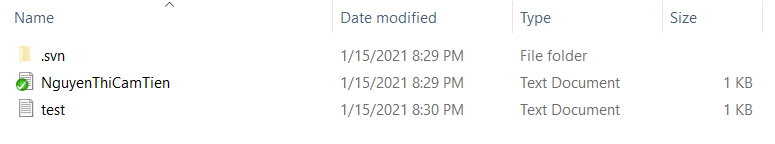 Name Date modified Type Size
.svn 1/15/2021 8:29 PM File folder
NguyenThiCamTien 1/15/2021 8:29 PM Text Document 1 KB
test 1/15/2021 8:30 PM Text Document 1 KB